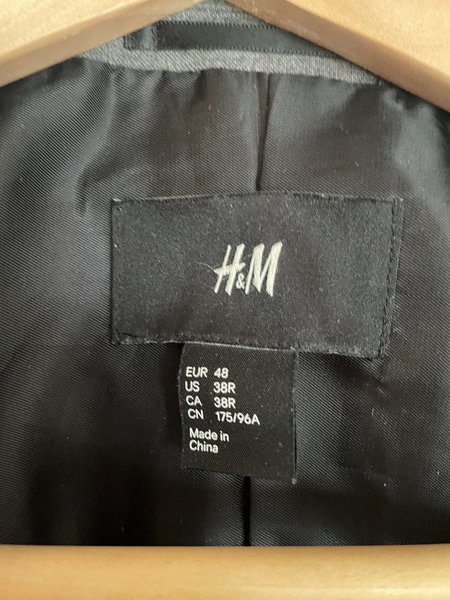 H&M
EUR 48
US 38R
CA 38R
CN 175/96A
Made in
China